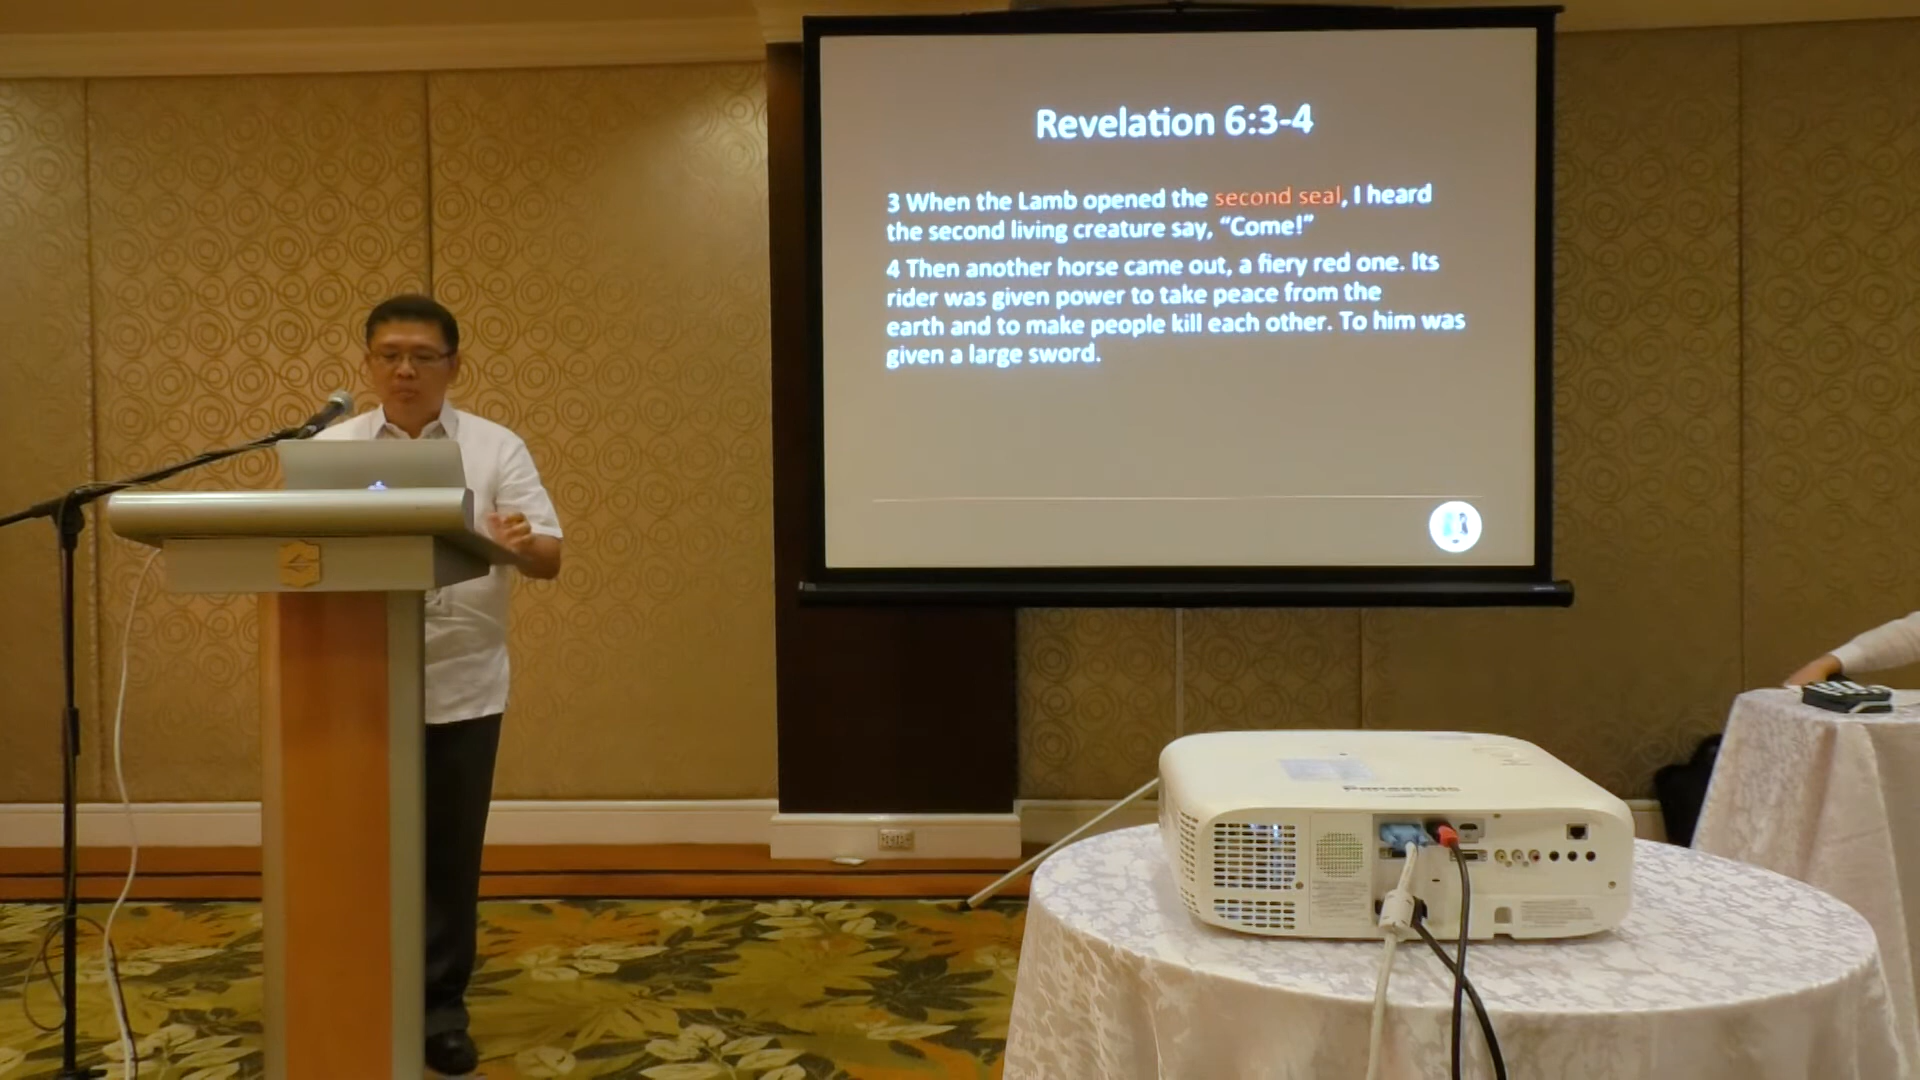 Revelation 6:3-4
3 When the Lamb opened the second seal, I heard
the second living creature say, “Come!”
4 Then another horse came out, a fiery red one. Its
rider was given power to take peace from the
earth and to make people kill each other. To him was
given a large sword.
Panasonic